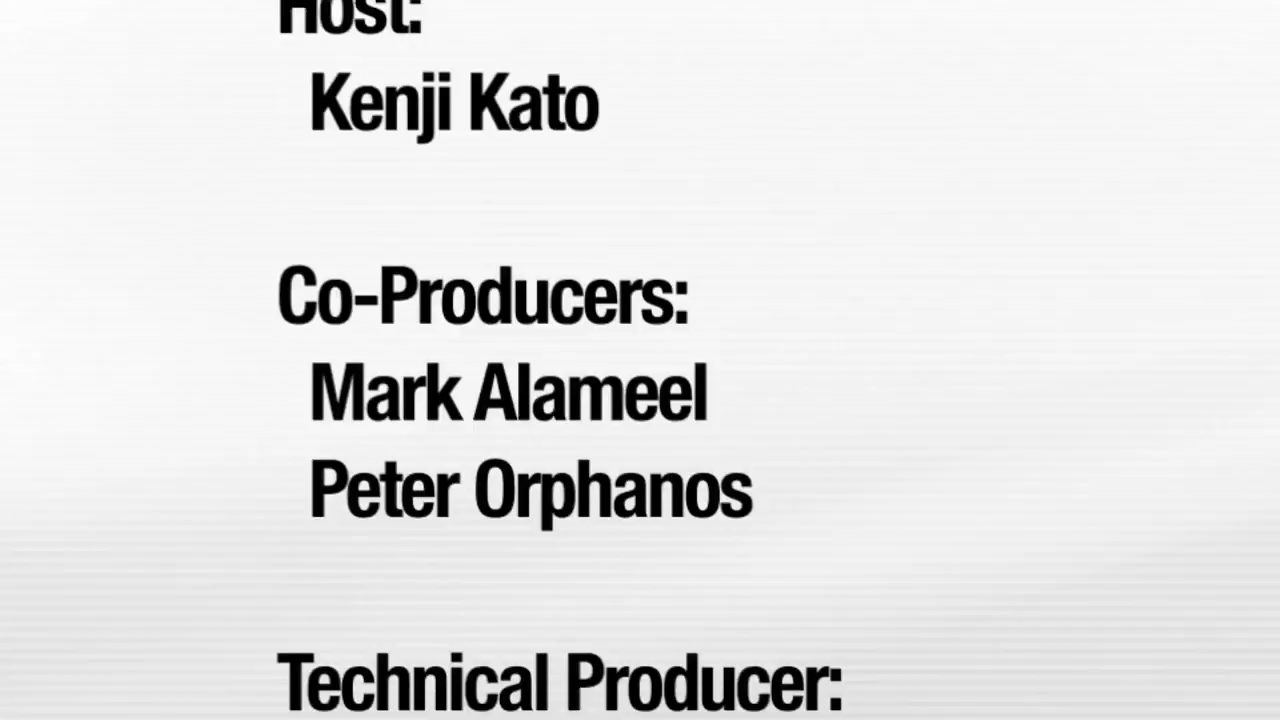 Host:
Kenji Kato
Co-Producers:
Mark Alameel
Peter Orphanos
Technical Producer: